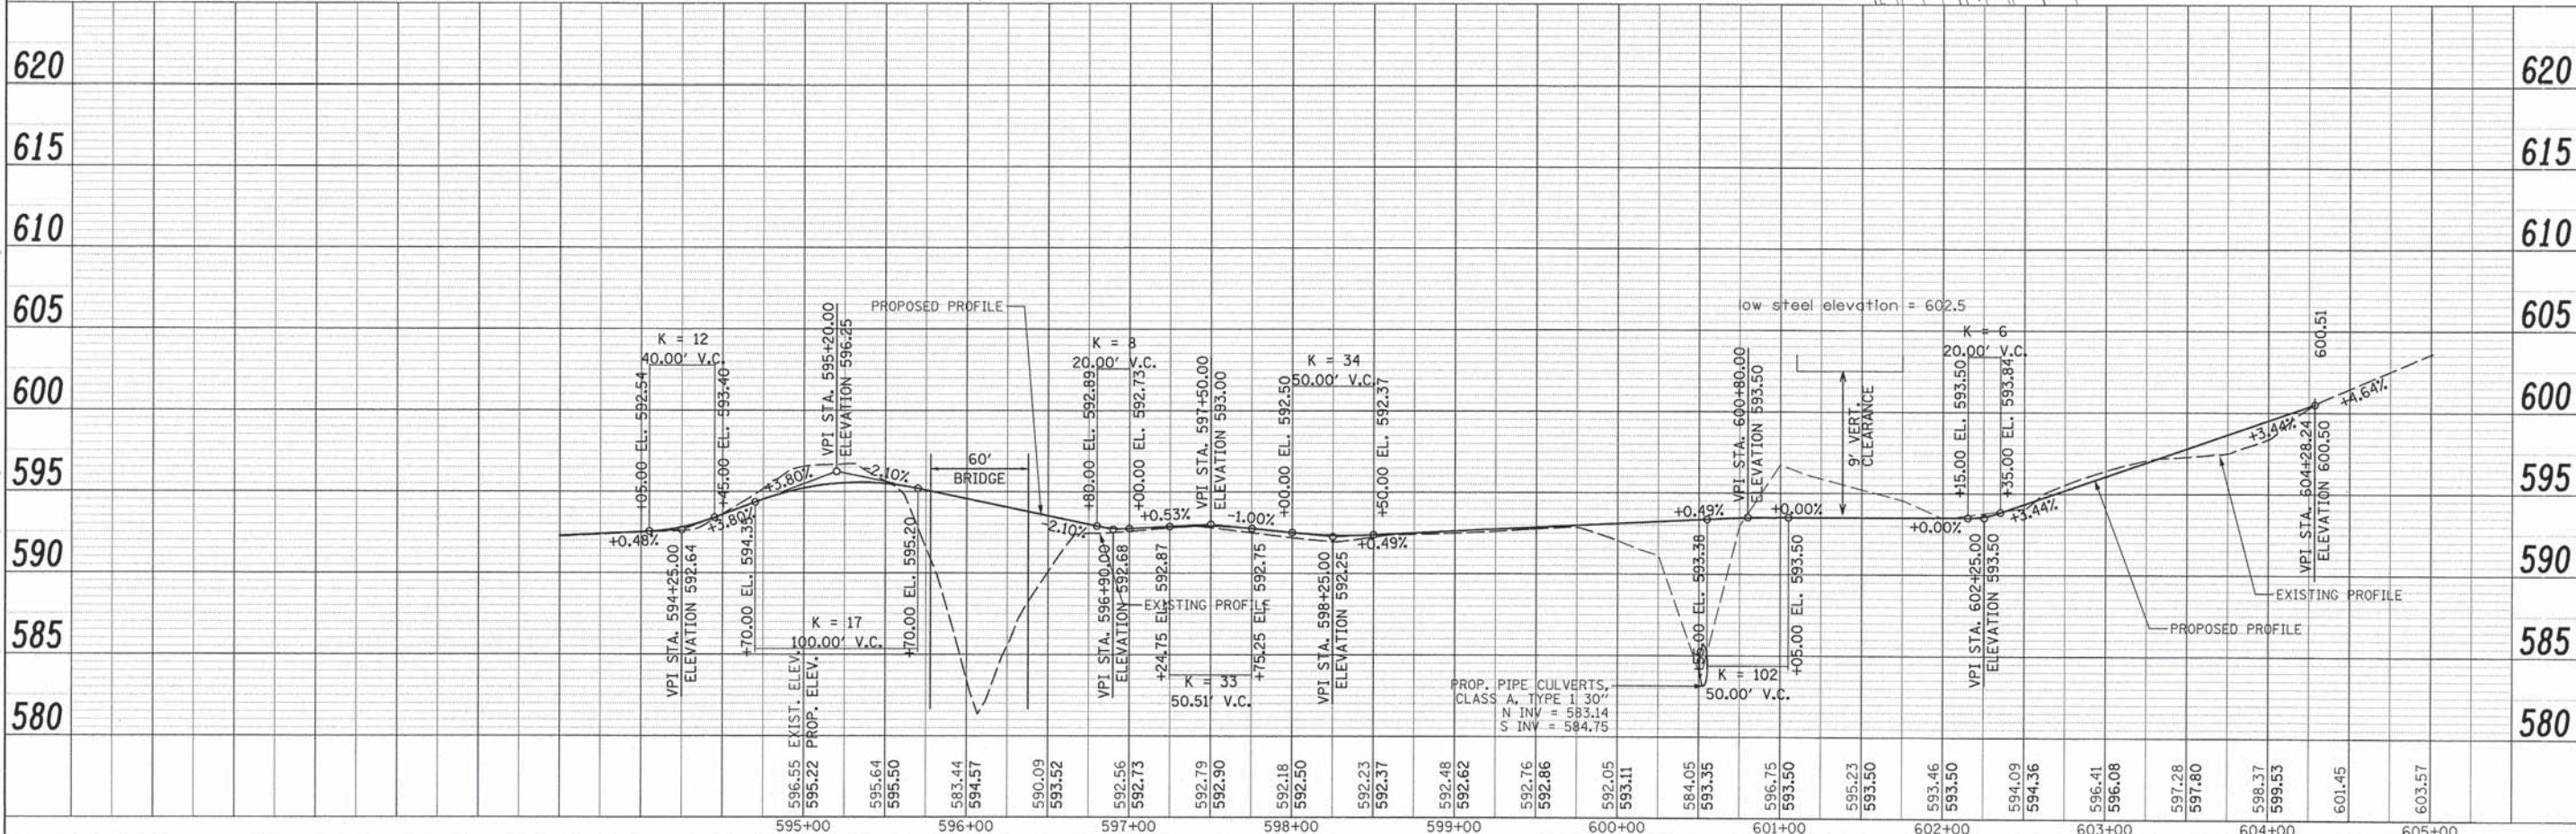 620
620
615
615
610
610
605
605
600
600
595
595
590
590
585
585
580
580
PROPOSED PROFILE
low steel elevation = 602.5
K = 12
40.00' V.C.
+05.00 EL. 592.54
+45.00 EL. 593.40
VPI STA. 595+20.00
ELEVATION 596.25
60'
BRIDGE
K = 8
20.00' V.C.
+80.00 EL. 592.89
+00.00 EL. 592.73
VPI STA. 597+50.00
ELEVATION 593.00
K = 34
50.00' V.C.
+00.00 EL. 592.50
+50.00 EL. 592.37
VPI STA. 600+80.00
ELEVATION 593.50
9' VERT.
CLEARANCE
K = 6
20.00' V.C.
+15.00 EL. 593.50
+35.00 EL. 593.84
600.51
+0.48%
+3.80%
+3.80%
-2.10%
-2.10%
+0.53%
-1.00%
+0.49%
+0.49%
+0.00%
+0.00%
+3.44%
+3.44%
+4.64%
VPI STA. 594+25.00
ELEVATION 592.64
+70.00 EL. 594.35
+70.00 EL. 595.20
K = 17
100.00' V.C.
VPI STA. 596+90.00
ELEVATION 592.68
EXISTING PROFILE
+24.75 EL. 592.87
+75.25 EL. 592.75
K = 33
50.51' V.C.
VPI STA. 598+25.00
ELEVATION 592.25
PROP. PIPE CULVERTS,
CLASS A, TYPE 1 30"
N INV = 583.14
S INV = 584.75
+55.00 EL. 593.38
+05.00 EL. 593.50
K = 102
50.00' V.C.
VPI STA. 602+25.00
ELEVATION 593.50
PROPOSED PROFILE
EXISTING PROFILE
VPI STA. 604+28.24
ELEVATION 600.50
596.55 EXIST. ELEV.
595.22 PROP. ELEV.
595.64
595.50
583.44
594.57
590.09
593.52
592.56
592.73
592.79
592.90
592.18
592.50
592.23
592.37
592.48
592.62
592.76
592.86
592.05
593.11
584.05
593.35
596.75
593.50
595.23
593.50
593.46
593.50
594.09
594.36
596.41
596.08
597.28
597.80
598.37
599.53
601.45
603.57
595+00
596+00
597+00
598+00
599+00
600+00
601+00
602+00
603+00
604+00
605+00